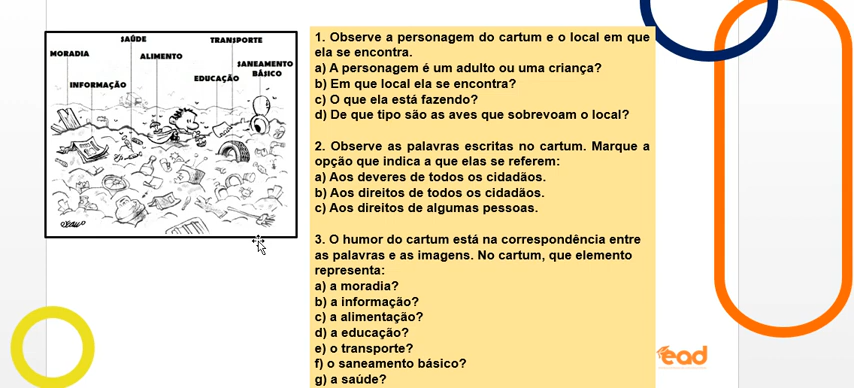 SAÚDE
TRANSPORTE
MORADIA
ALIMENTO
SANEAMENTO
BÁSICO
INFORMAÇÃO
EDUCAÇÃO
1. Observe a personagem do cartum e o local em que
ela se encontra.
a) A personagem é um adulto ou uma criança?
b) Em que local ela se encontra?
c) O que ela está fazendo?
d) De que tipo são as aves que sobrevoam o local?
2. Observe as palavras escritas no cartum. Marque a
opção que indica a que elas se referem:
a) Aos deveres de todos os cidadãos.
b) Aos direitos de todos os cidadãos.
c) Aos direitos de algumas pessoas.
3. O humor do cartum está na correspondência entre
as palavras e as imagens. No cartum, que elemento
representa:
a) a moradia?
b) a informação?
c) a alimentação?
d) a educação?
e) o transporte?
f) o saneamento básico?
g) a saúde?
ead